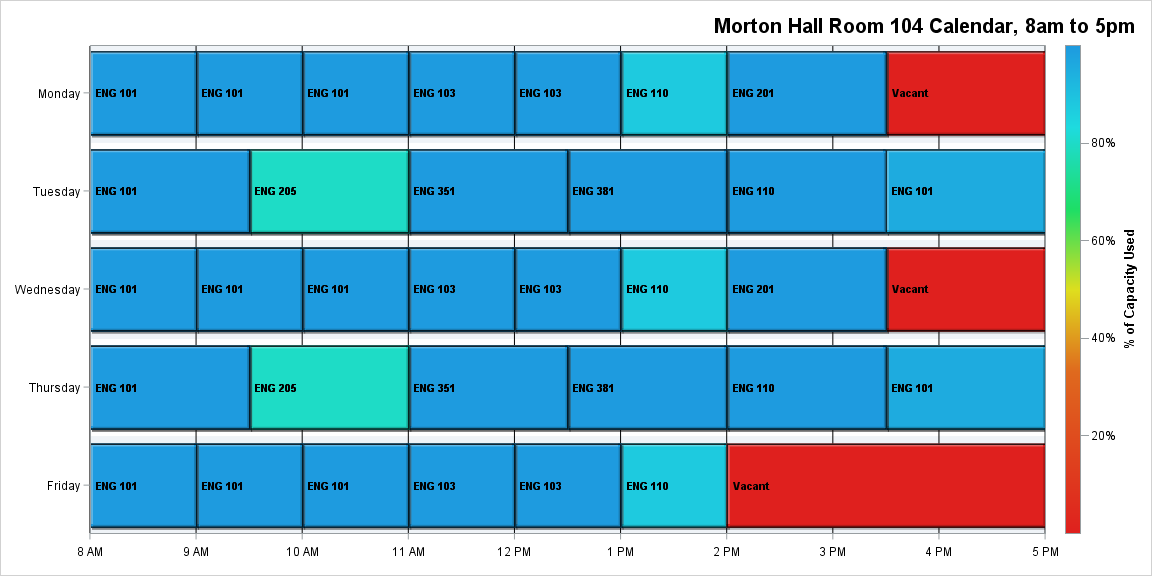 Morton Hall Room 104 Calendar, 8am to 5pm
Monday ENG 101 ENG 101 ENG 101 ENG 103 ENG 103 ENG 110 ENG 201 Vacant
Tuesday ENG 101 ENG 205 ENG 351 ENG 381 ENG 110 ENG 101
Wednesday ENG 101 ENG 101 ENG 101 ENG 103 ENG 103 ENG 110 ENG 201 Vacant
Thursday ENG 101 ENG 205 ENG 351 ENG 381 ENG 110 ENG 101
Friday ENG 101 ENG 101 ENG 101 ENG 103 ENG 103 ENG 110 Vacant
8 AM 9 AM 10 AM 11 AM 12 PM 1 PM 2 PM 3 PM 4 PM 5 PM
80%
60%
40%
20%
% of Capacity Used